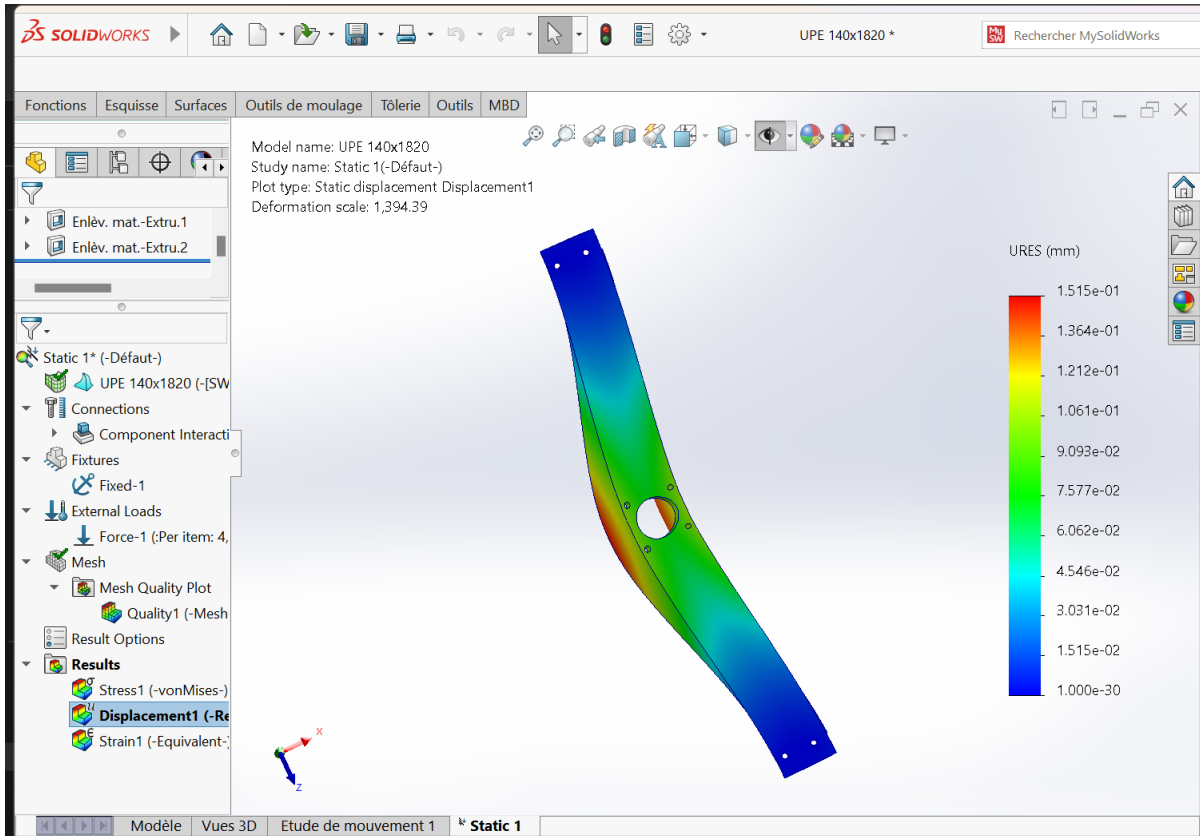 SOLIDWORKS
UPE 140x1820 *
Rechercher MySolidWorks
Fonctions Esquisse Surfaces Outils de moulage Tôlerie Outils MBD
Model name: UPE 140x1820
Study name: Static 1(-Défaut-)
Plot type: Static displacement Displacement1
Deformation scale: 1,394.39
Enlèv. mat.-Extru.1
Enlèv. mat.-Extru.2
Static 1* (-Défaut-)
UPE 140x1820 (-[SW
Connections
Component Interacti
Fixtures
Fixed-1
External Loads
Force-1 (:Per item: 4,
Mesh
Mesh Quality Plot
Quality1 (-Mesh
Result Options
Results
Stress1 (-vonMises-)
Displacement1 (-Re
Strain1 (-Equivalent-)
URES (mm)
1.515e-01
1.364e-01
1.212e-01
1.061e-01
9.093e-02
7.577e-02
6.062e-02
4.546e-02
3.031e-02
1.515e-02
1.000e-30
X
Z
Modèle Vues 3D Etude de mouvement 1 Static 1